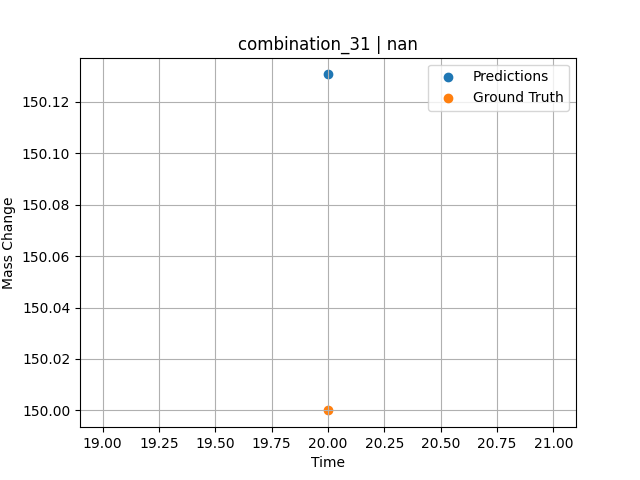 combination_31 | nan
Predictions
Ground Truth
Mass Change
150.12
150.10
150.08
150.06
150.04
150.02
150.00
19.00 19.25 19.50 19.75 20.00 20.25 20.50 20.75 21.00
Time